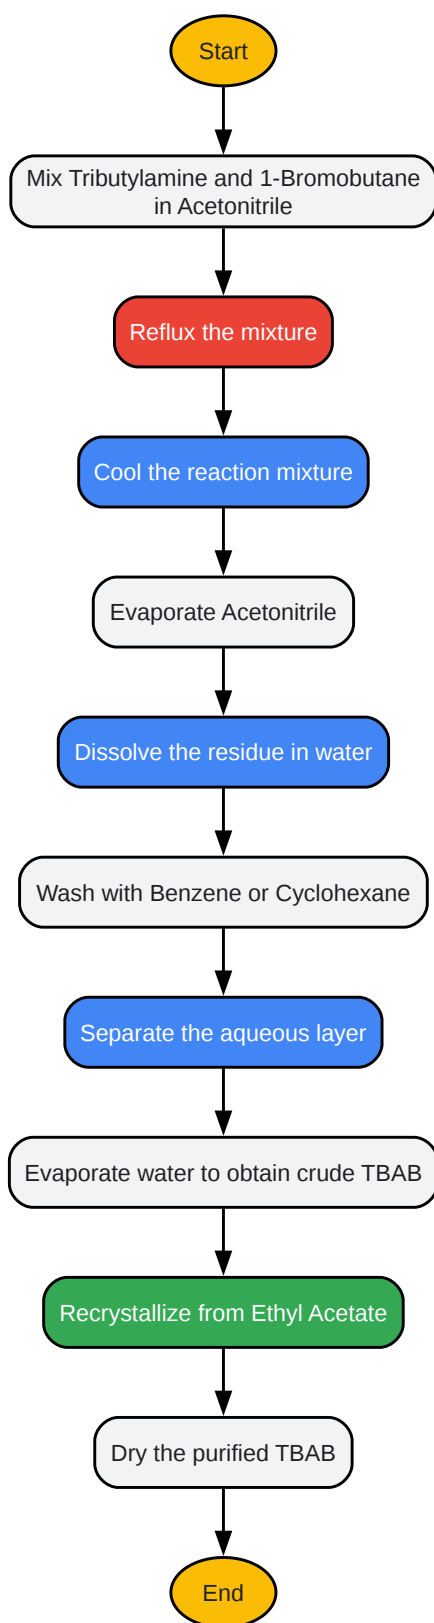 Start
Mix Tributylamine and 1-Bromobutane
in Acetonitrile
Reflux the mixture
Cool the reaction mixture
Evaporate Acetonitrile
Dissolve the residue in water
Wash with Benzene or Cyclohexane
Separate the aqueous layer
Evaporate water to obtain crude TBAB
Recrystallize from Ethyl Acetate
Dry the purified TBAB
End